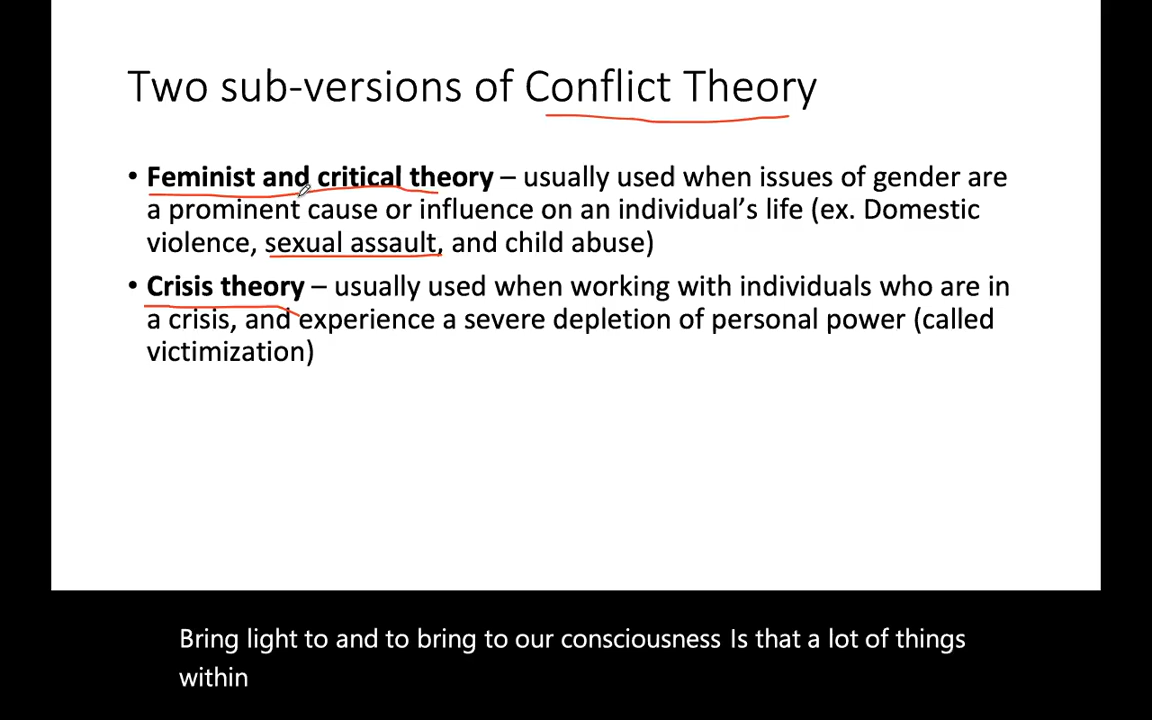 Two sub-versions of Conflict Theory
• Feminist and critical theory – usually used when issues of gender are
a prominent cause or influence on an individual’s life (ex. Domestic
violence, sexual assault, and child abuse)
• Crisis theory – usually used when working with individuals who are in
a crisis, and experience a severe depletion of personal power (called
victimization)
Bring light to and to bring to our consciousness Is that a lot of things
within